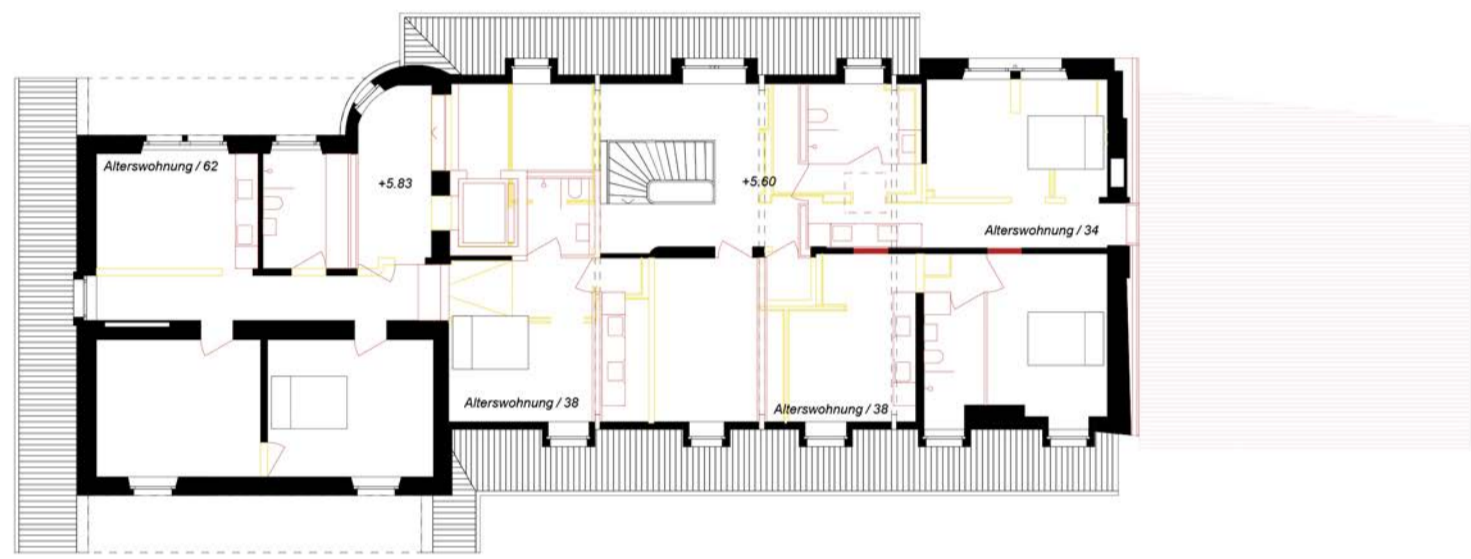 Alterswohnung / 62
+5.83
+5.60
Alterswohnung / 34
Alterswohnung / 38
Alterswohnung / 38